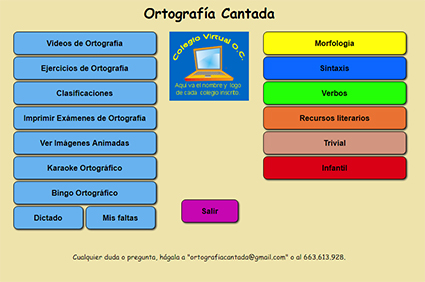 Ortografía Cantada
Videos de Ortografia
Ejercicios de Ortografía
Clasificaciones
Imprimir Exámenes de Ortografía
Ver Imágenes Animadas
Karaoke Ortográfico
Bingo Ortográfico
Dictado
Mis faltas
Colegio Virtual O.C.
Aquí va el nombre y logo
de cada colegio inscrito.
Salir
Morfología
Sintaxis
Verbos
Recursos literarios
Trivial
Infantil
Cualquier duda o pregunta, hágala a "ortografiacantada@gmail.com" o al 663.613.928.